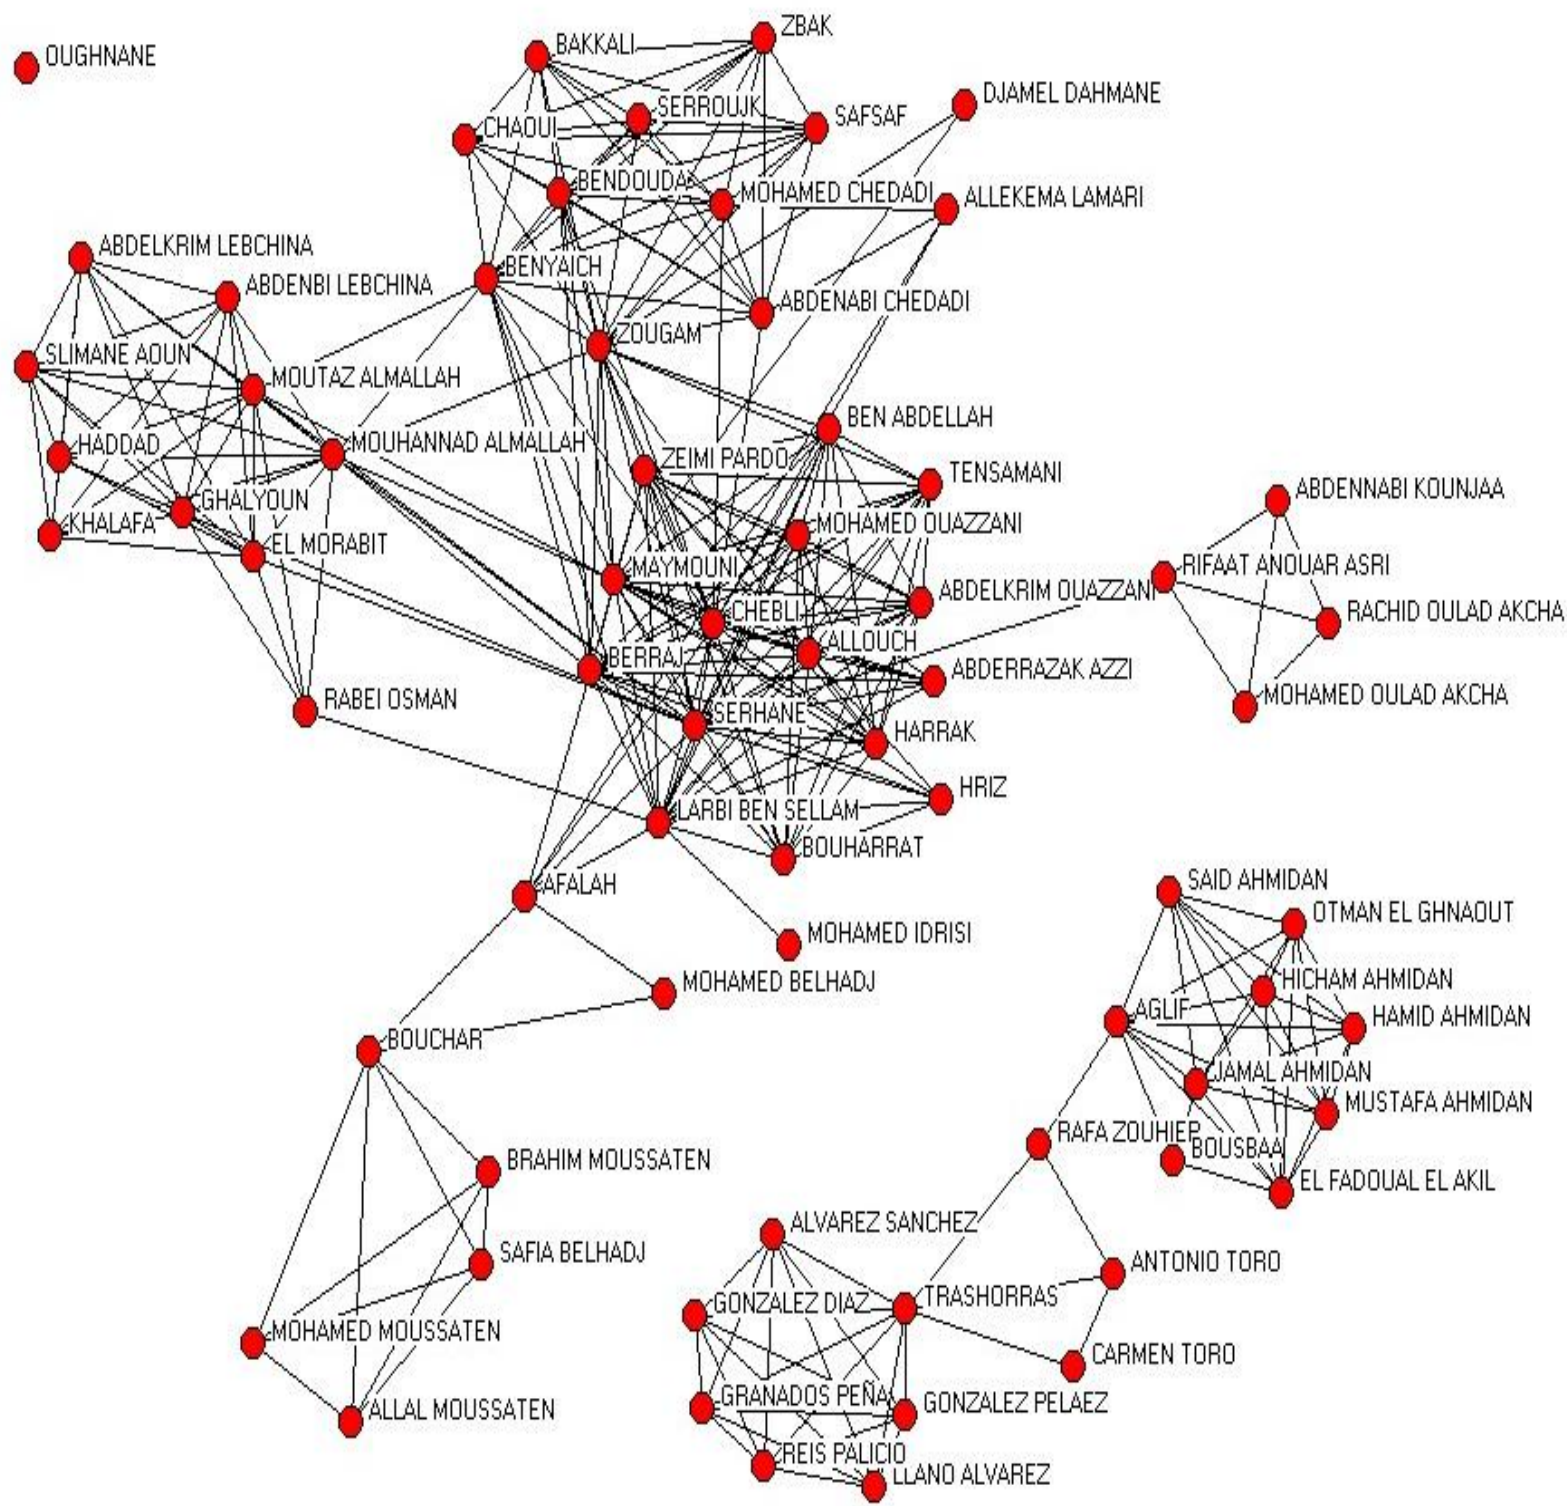 ZBAK
BAKKALI
OUGHNANE
DJAMEL DAHMANE
SERROUJK
SAFSAF
CHAOUI
BENDOUDA
MOHAMED CHEDADI
ALLEKEMA LAMARI
ABDELKRIM LEBCHINA
BENYAICH
ABDENBI LEBCHINA
ABDENABI CHEDADI
ZOUGAM
SLIMANE AOUN
MOUTAZ ALMALLAH
BEN ABDELLAH
HADDAD
MOUHANNAD ALMALLAH
ZEIMI PARDO
TENSAMANI
ABDENNABI KOUNJAA
GHALYOUN
KHALAFA
MOHAMED OUAZZANI
EL MORABIT
MAYMOUNI
RIFAAT ANOUAR ASRI
ABDELKRIM OUAZZANI
CHEBLI
RACHID OULAD AKCHA
ALLOUCH
BERRAJ
ABDERRAZAK AZZI
MOHAMED OULAD AKCHA
RABEI OSMAN
SERHANE
HARRAK
HRIZ
LARBI BEN SELLAM
BOUHARRAT
AFALAH
SAID AHMIDAN
OTMAN EL GHNAOUT
MOHAMED IDRISI
MOHAMED BELHADJ
HICHAM AHMIDAN
AGLIF
HAMID AHMIDAN
BOUCHAR
JAMAL AHMIDAN
MUSTAFA AHMIDAN
RAFA ZOUHIER
BOUSBAA
BRAHIM MOUSSATEN
EL FADOUAL EL AKIL
ALVAREZ SANCHEZ
SAFIA BELHADJ
ANTONIO TORO
GONZALEZ DIAZ
TRASHORRAS
MOHAMED MOUSSATEN
CARMEN TORO
GRANADOS PEÑA
GONZALEZ PELAEZ
ALLAL MOUSSATEN
REIS PALICIO
LLANO ALVAREZ